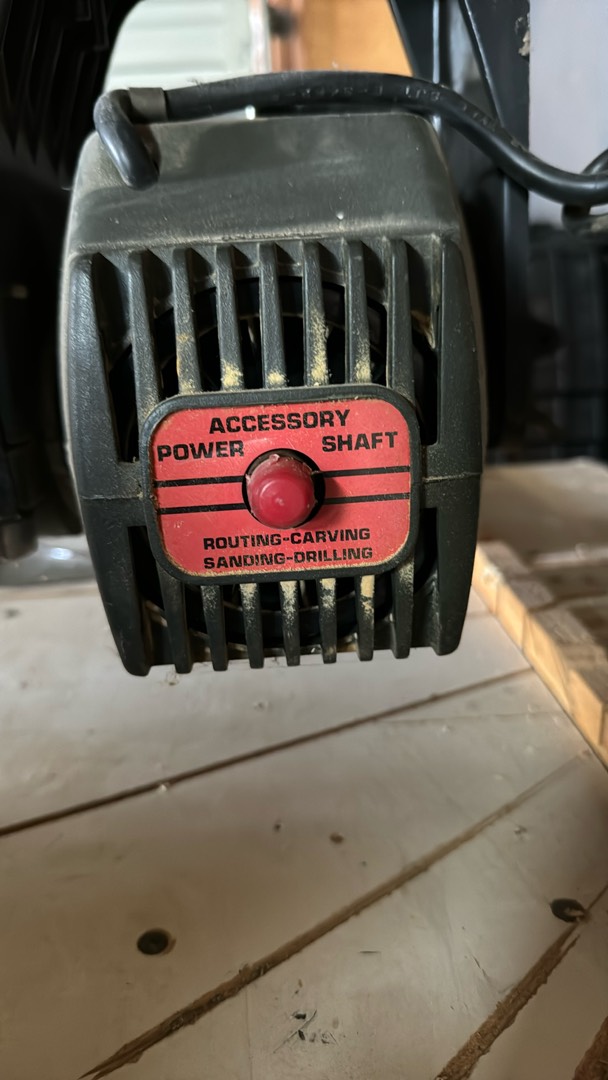 ACCESSORY
POWER SHAFT
ROUTING-CARVING
SANDING-DRILLING